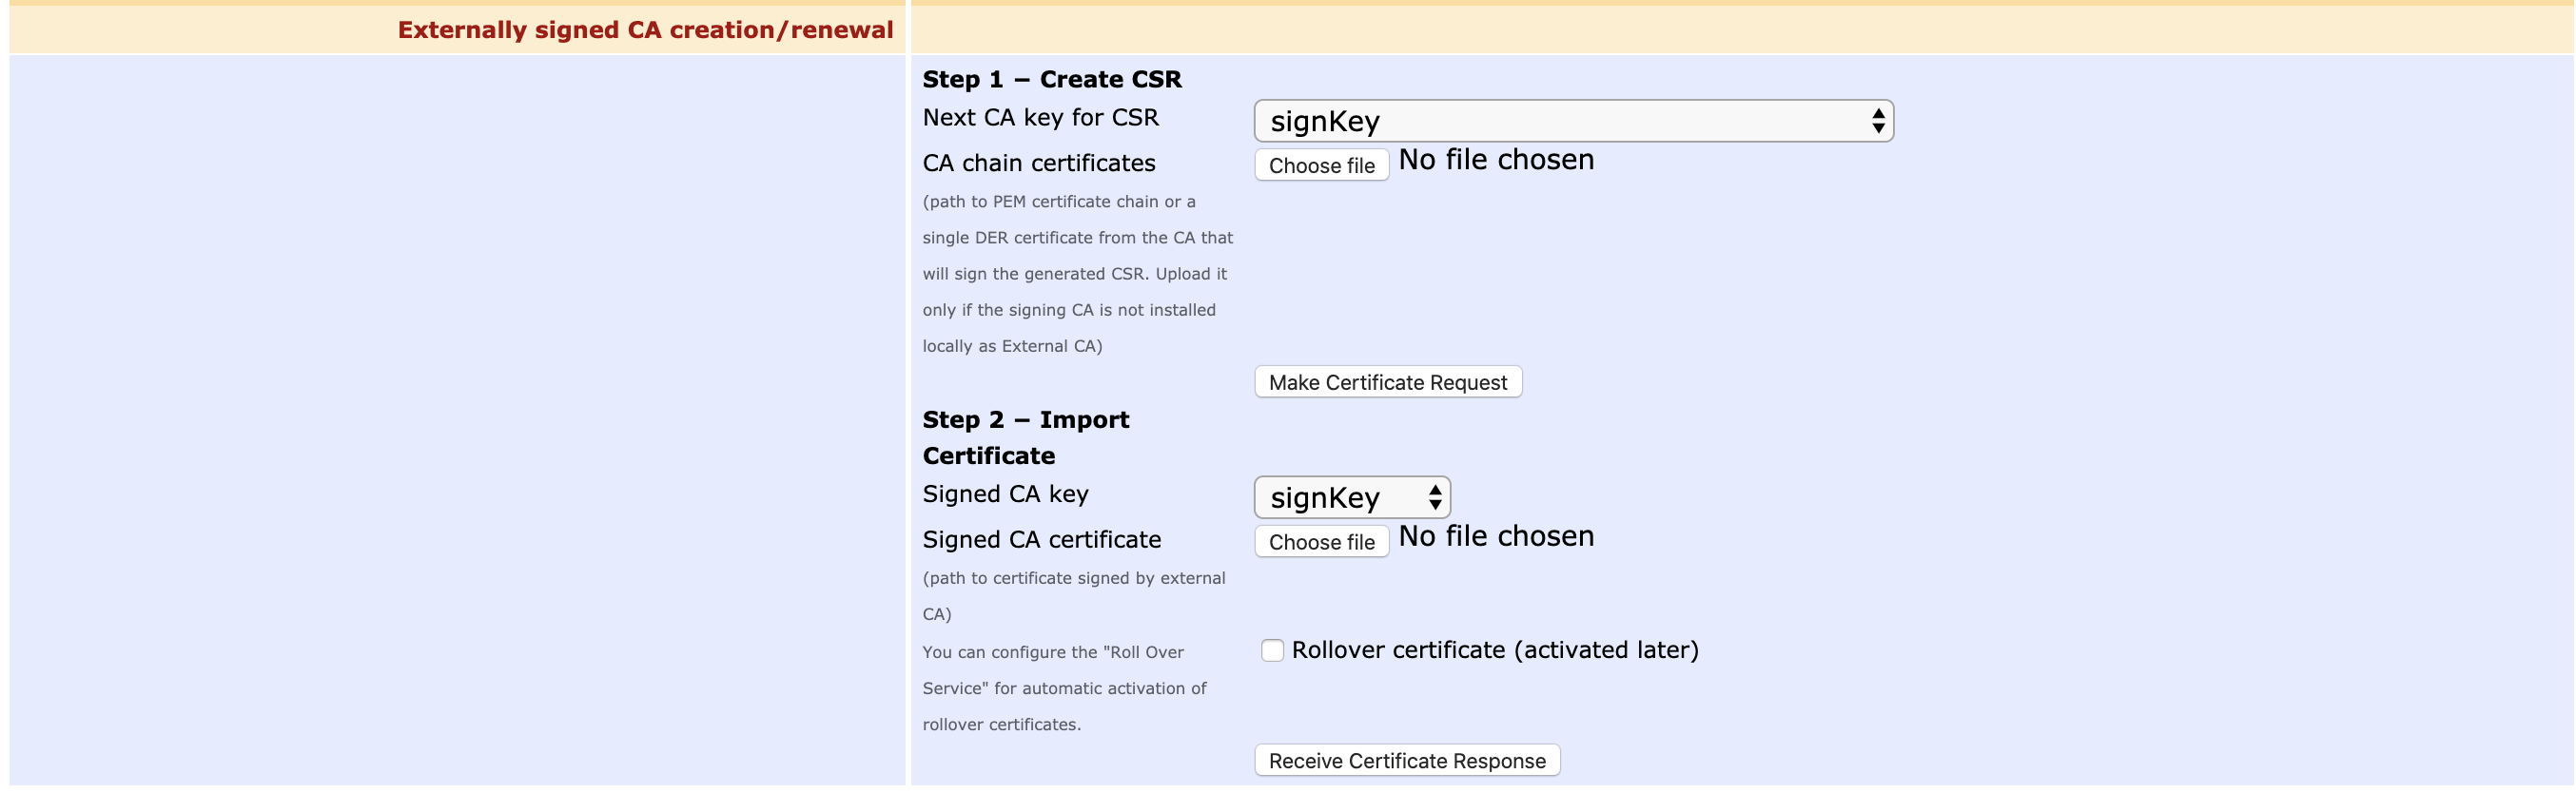 Externally signed CA creation/renewal
Step 1 – Create CSR
Next CA key for CSR
signKey
CA chain certificates
Choose file No file chosen
(path to PEM certificate chain or a
single DER certificate from the CA that
will sign the generated CSR. Upload it
only if the signing CA is not installed
locally as External CA)
Make Certificate Request
Step 2 – Import
Certificate
Signed CA key
signKey
Signed CA certificate
Choose file No file chosen
(path to certificate signed by external
CA)
You can configure the "Roll Over
Service" for automatic activation of
rollover certificates.
Rollover certificate (activated later)
Receive Certificate Response